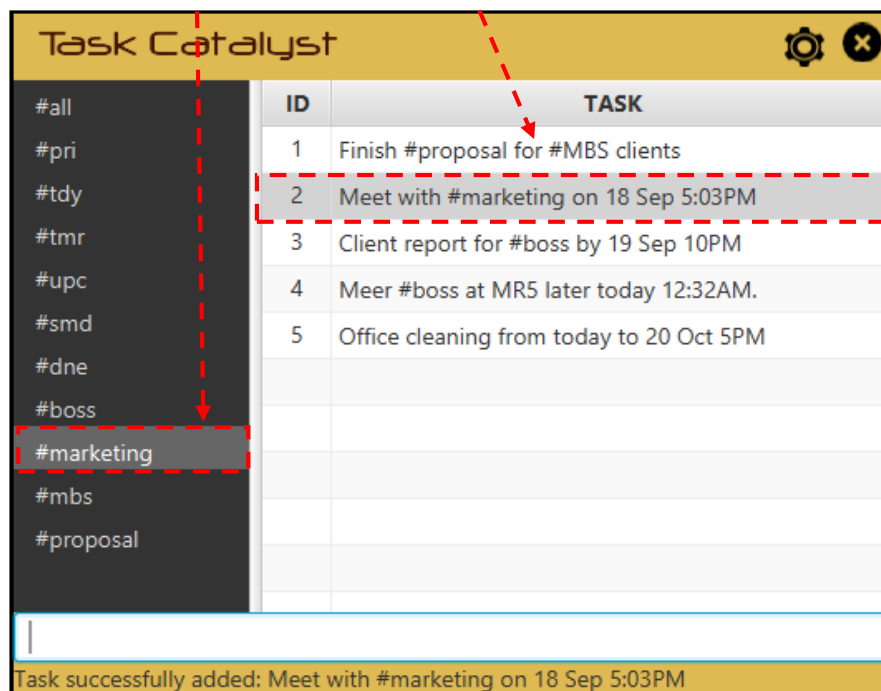 Task Catalyst
#all
#pri
#tdy
#tmr
#upc
#smd
#dne
#boss
#marketing
#mbs
#proposal
ID TASK
1 Finish #proposal for #MBS clients
2 Meet with #marketing on 18 Sep 5:03PM
3 Client report for #boss by 19 Sep 10PM
4 Meer #boss at MR5 later today 12:32AM.
5 Office cleaning from today to 20 Oct 5PM
Task successfully added: Meet with #marketing on 18 Sep 5:03PM